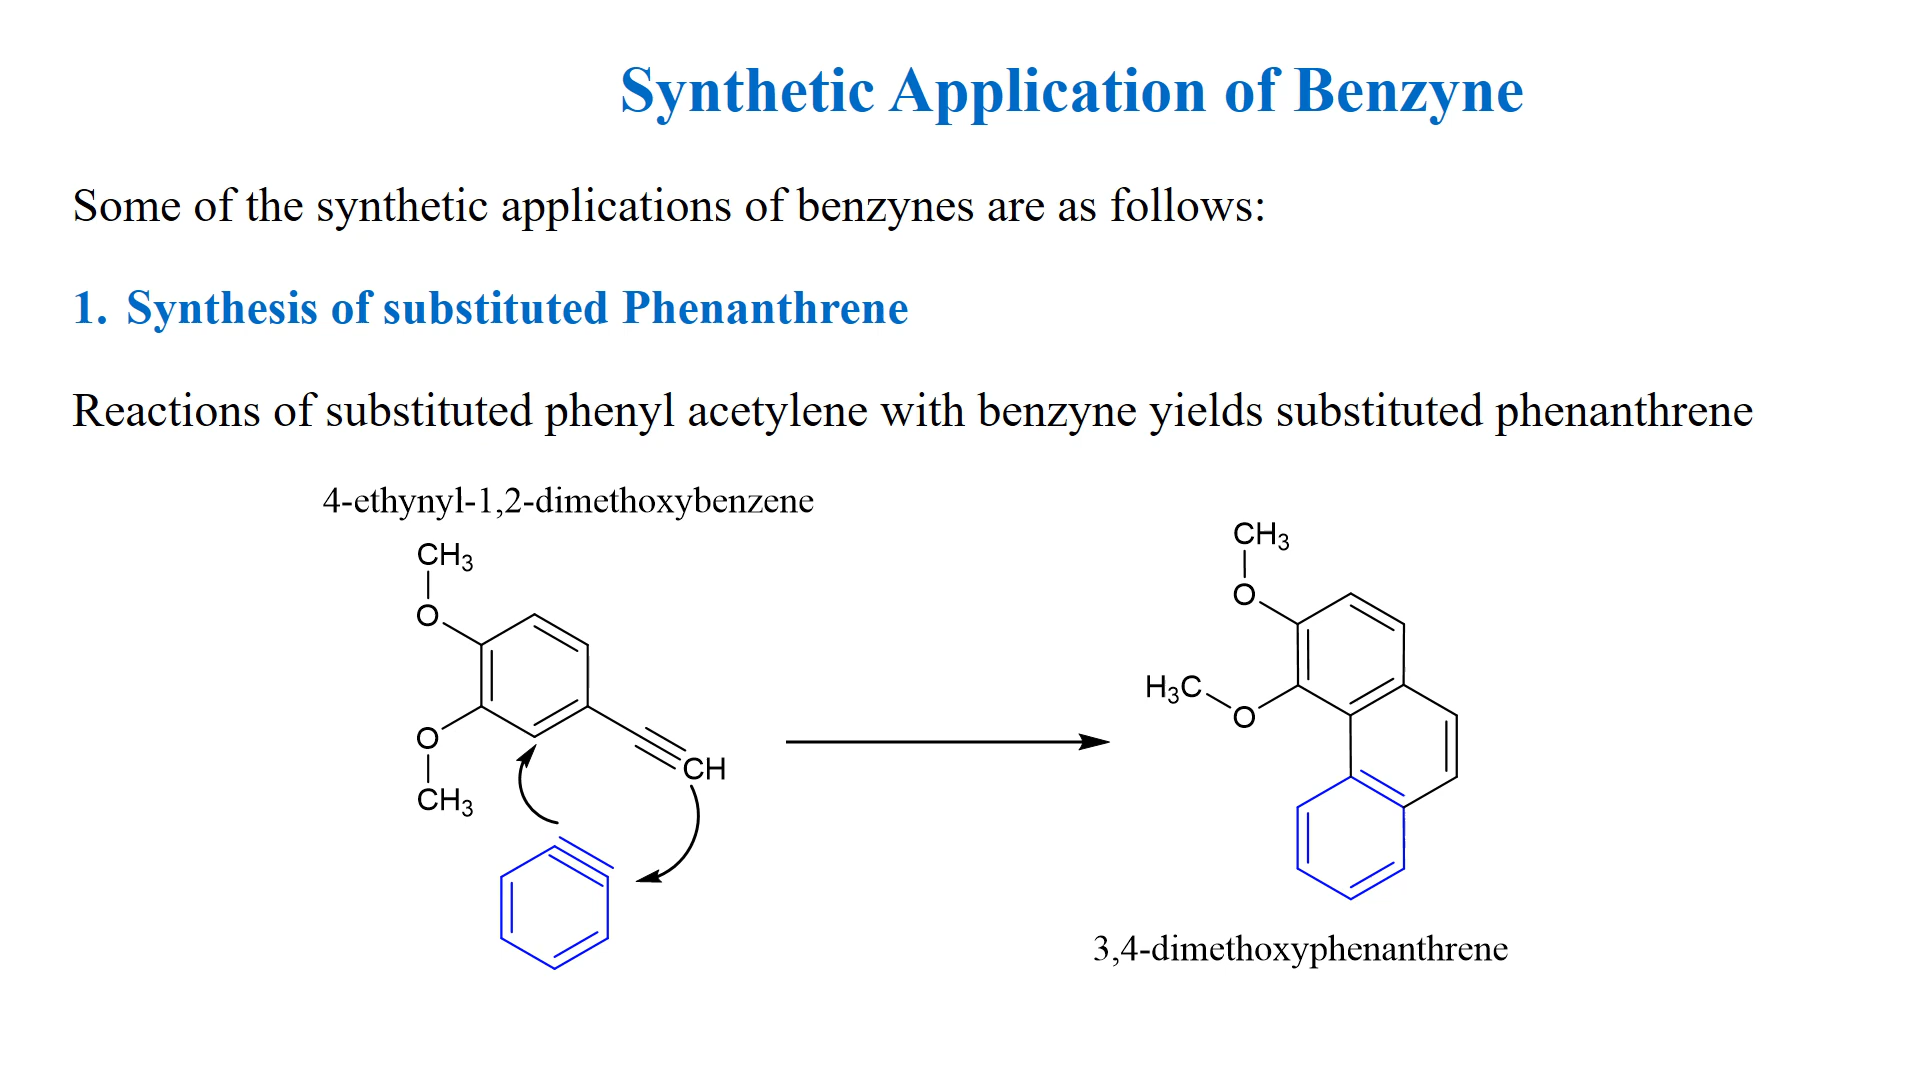 Synthetic Application of Benzyne
Some of the synthetic applications of benzynes are as follows:
1. Synthesis of substituted Phenanthrene
Reactions of substituted phenyl acetylene with benzyne yields substituted phenanthrene
4-ethynyl-1,2-dimethoxybenzene
CH3
O
O
CH3
CH
CH3
O
H3C
O
3,4-dimethoxyphenanthrene